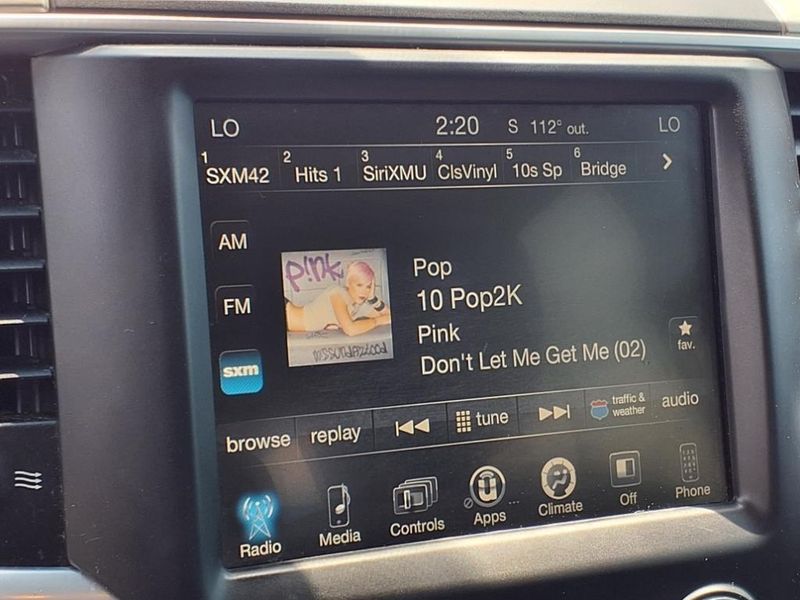 LO 2:20 S 112° out. LO
1 SXM42 2 Hits 1 3 SiriXMU 4 ClsVinyl 5 10s Sp 6 Bridge >
AM
FM
sxm
P!nk
MISSUNDAZTOOD
Pop
10 Pop2K
Pink
Don't Let Me Get Me (02)
fav.
browse replay tune traffic & weather audio
Radio Media Controls Apps Climate Off Phone